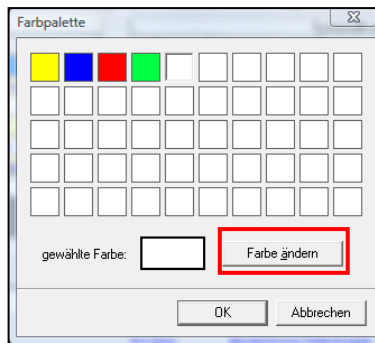 Farbpalette
gewählte Farbe:
Farbe ändern
OK
Abbrechen